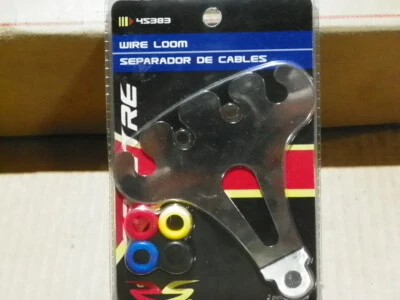 45383
WIRE LOOM
SEPARADOR DE CABLES